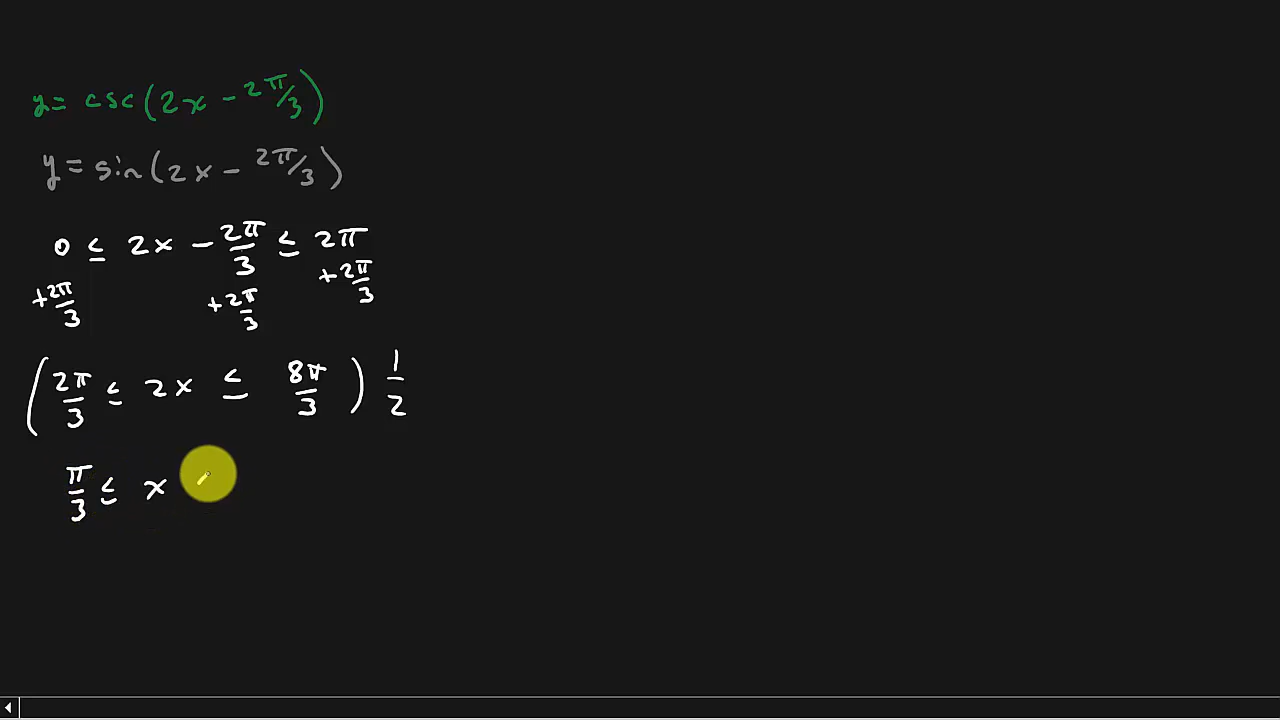 y = csc(2x - 2π/3)
y = sin(2x - 2π/3)
0 ≤ 2x - 2π/3 ≤ 2π
+2π/3 +2π/3 +2π/3
(2π/3 ≤ 2x ≤ 8π/3) 1/2
π/3 ≤ x